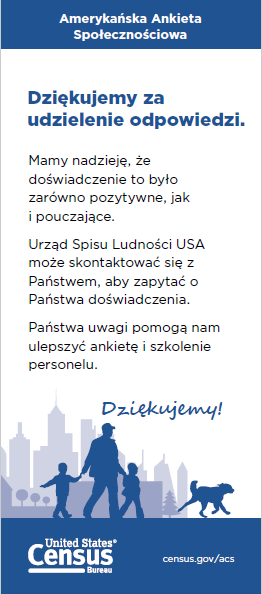 Amerykańska Ankieta
Społecznościowa
Dziękujemy za
udzielenie odpowiedzi.
Mamy nadzieję, że
doświadczenie to było
zarówno pozytywne, jak
i pouczające.
Urząd Spisu Ludności USA
może skontaktować się z
Państwem, aby zapytać o
Państwa doświadczenia.
Państwa uwagi pomogą nam
ulepszyć ankietę i szkolenie
personelu.
Dziękujemy!
United States®
Census
Bureau
census.gov/acs